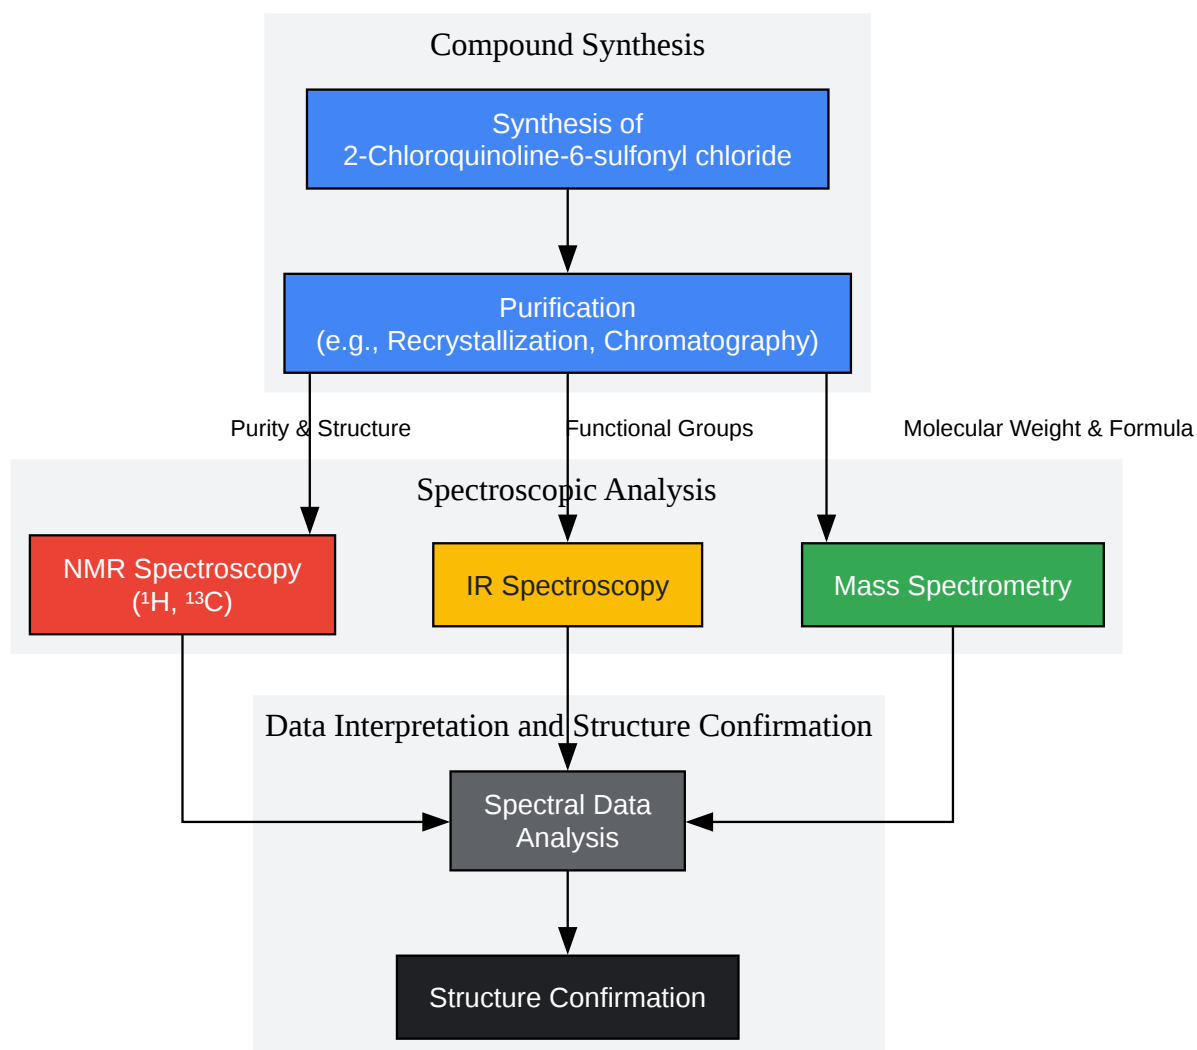 Compound Synthesis
Synthesis of
2-Chloroquinoline-6-sulfonyl chloride
Purification
(e.g., Recrystallization, Chromatography)
Purity & Structure
Functional Groups
Molecular Weight & Formula
Spectroscopic Analysis
NMR Spectroscopy
(¹H, ¹³C)
IR Spectroscopy
Mass Spectrometry
Data Interpretation and Structure Confirmation
Spectral Data
Analysis
Structure Confirmation